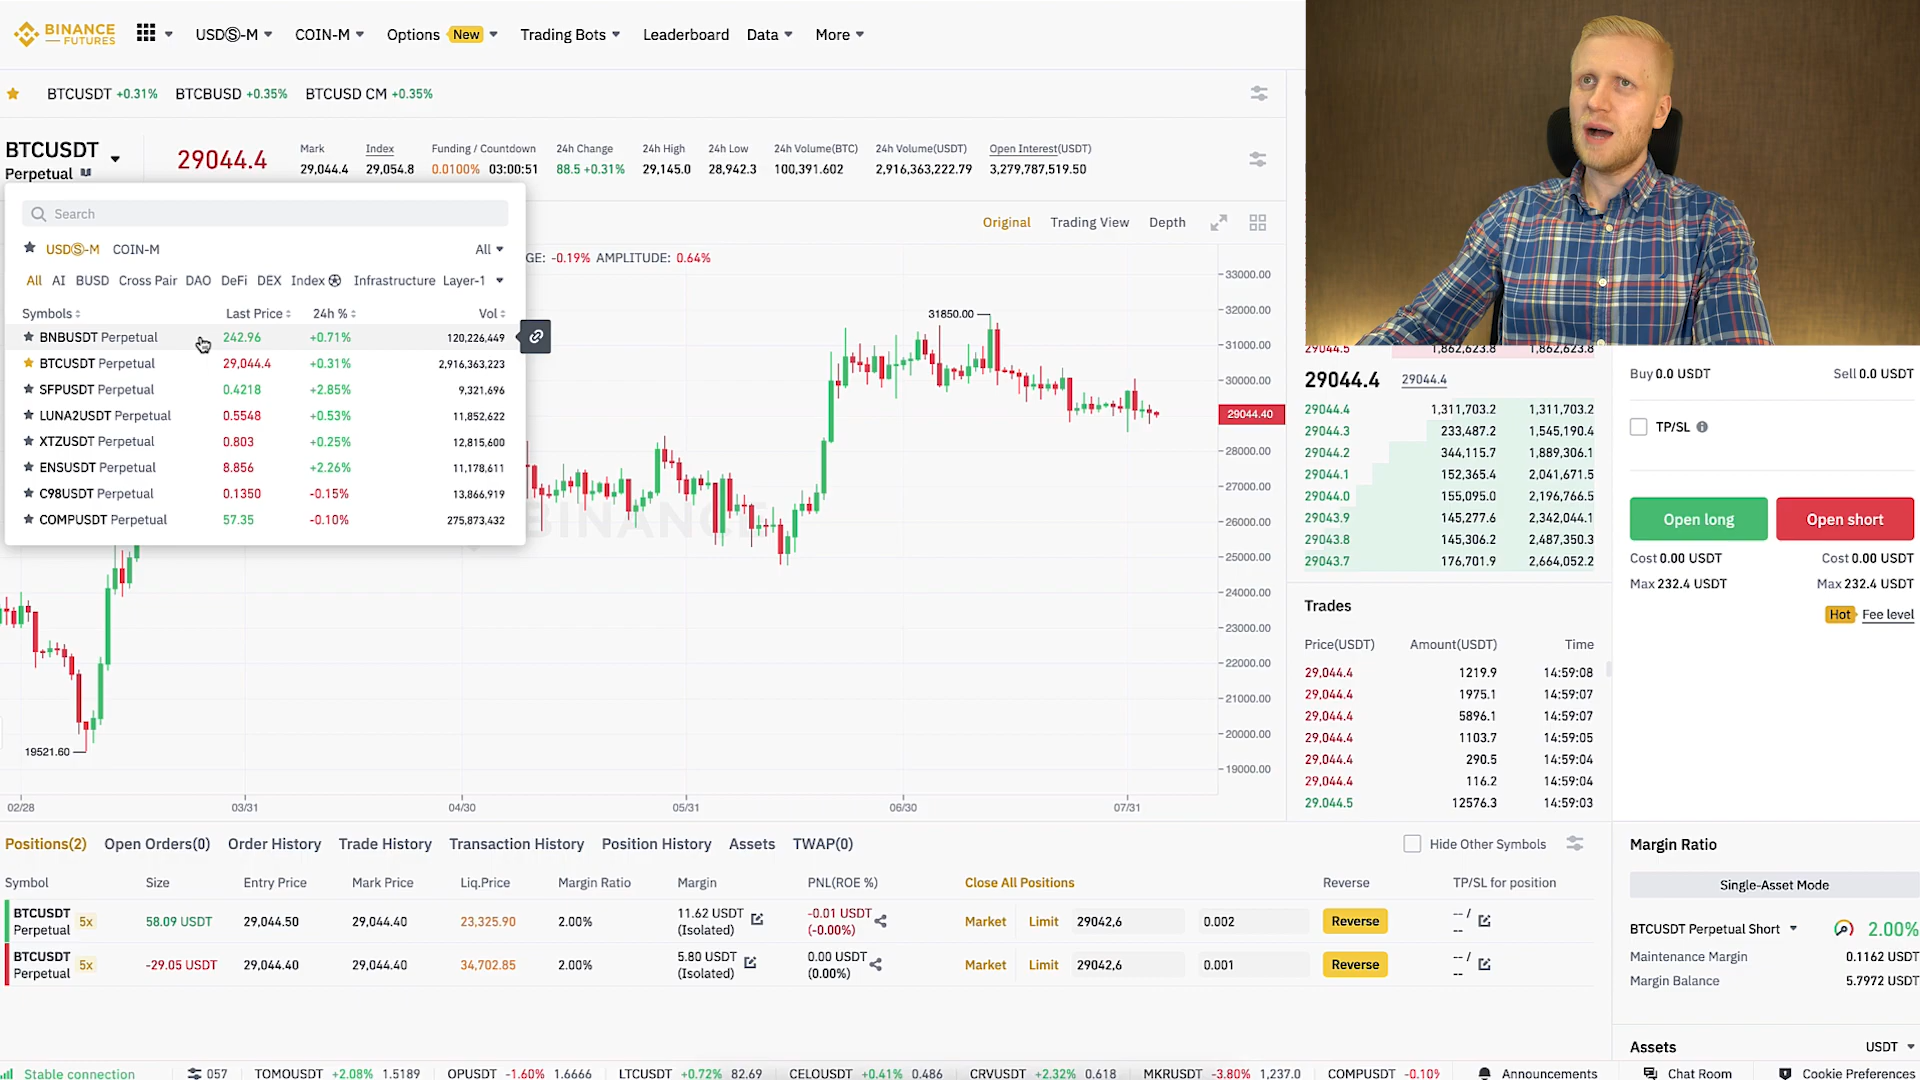 BINANCE
FUTURES
USDⓈ-M
COIN-M
Options New
Trading Bots
Leaderboard
Data
More
BTCUSDT +0.31% BTCBUSD +0.35% BTCUSD CM +0.35%
BTCUSDT
Perpetual
29044.4
Mark
29,044.4
Index
29,054.8
Funding / Countdown
0.0100% 03:00:51
24h Change
88.5 +0.31%
24h High
29,145.0
24h Low
28,942.3
24h Volume(BTC)
100,391.602
24h Volume(USDT)
2,916,363,222.79
Open Interest(USDT)
3,279,787,519.50
Search
USDⓈ-M COIN-M All
All AI BUSD Cross Pair DAO DeFi DEX Index Infrastructure Layer-1
Symbols Last Price 24h % Vol
BNBUSDT Perpetual 242.96 +0.71% 120,226,449
BTCUSDT Perpetual 29,044.4 +0.31% 2,916,363,223
SFPUSDT Perpetual 0.4218 +2.85% 9,321,696
LUNA2USDT Perpetual 0.5548 +0.53% 11,852,622
XTZUSDT Perpetual 0.803 +0.25% 12,815,600
ENSUSDT Perpetual 8.856 +2.26% 11,178,611
C98USDT Perpetual 0.1350 -0.15% 13,866,919
COMPUSDT Perpetual 57.35 -0.10% 275,873,432
Original Trading View Depth
GE: -0.19% AMPLITUDE: 0.64%
33000.00
32000.00
31000.00
30000.00
29044.40
28000.00
27000.00
26000.00
25000.00
24000.00
23000.00
22000.00
21000.00
20000.00
19000.00
31850.00
19521.60
BINANCE
02/28 03/31 04/30 05/31 06/30 07/31
29044.5 1,862,623.8 1,862,623.8
29044.4 29044.4
29044.4 1,311,703.2 1,311,703.2
29044.3 233,487.2 1,545,190.4
29044.2 344,115.7 1,889,306.1
29044.1 152,365.4 2,041,671.5
29044.0 155,095.0 2,196,766.5
29043.9 145,277.6 2,342,044.1
29043.8 145,306.2 2,487,350.3
29043.7 176,701.9 2,664,052.2
Trades
Price(USDT) Amount(USDT) Time
29,044.4 1219.9 14:59:08
29,044.4 1975.1 14:59:07
29,044.4 5896.1 14:59:07
29,044.4 1103.7 14:59:05
29,044.4 290.5 14:59:04
29,044.4 116.2 14:59:04
29,044.5 12576.3 14:59:03
Buy 0.0 USDT Sell 0.0 USDT
TP/SL
Open long Open short
Cost 0.00 USDT Cost 0.00 USDT
Max 232.4 USDT Max 232.4 USDT
Hot Fee level
Positions(2) Open Orders(0) Order History Trade History Transaction History Position History Assets TWAP(0)
Hide Other Symbols
Symbol Size Entry Price Mark Price Liq.Price Margin Ratio Margin PNL(ROE %) Close All Positions Reverse TP/SL for position
BTCUSDT Perpetual 5x 58.09 USDT 29,044.50 29,044.40 23,325.90 2.00% 11.62 USDT (Isolated) -0.01 USDT (-0.00%) Market Limit 29042,6 0.002 Reverse -- / --
BTCUSDT Perpetual 5x -29.05 USDT 29,044.40 29,044.40 34,702.85 2.00% 5.80 USDT (Isolated) 0.00 USDT (0.00%) Market Limit 29042,6 0.001 Reverse -- / --
Margin Ratio
Single-Asset Mode
BTCUSDT Perpetual Short 2.00%
Maintenance Margin 0.1162 USDT
Margin Balance 5.7972 USDT
Assets USDT
Stable connection 057 TOMOUSDT +2.08% 1.5189 OPUSDT -1.60% 1.6666 LTCUSDT +0.72% 82.69 CELOUSDT +0.41% 0.486 CRVUSDT +2.32% 0.618 MKRUSDT -3.80% 1,237.0 COMPUSDT -0.10% Announcements Chat Room Cookie Preferences